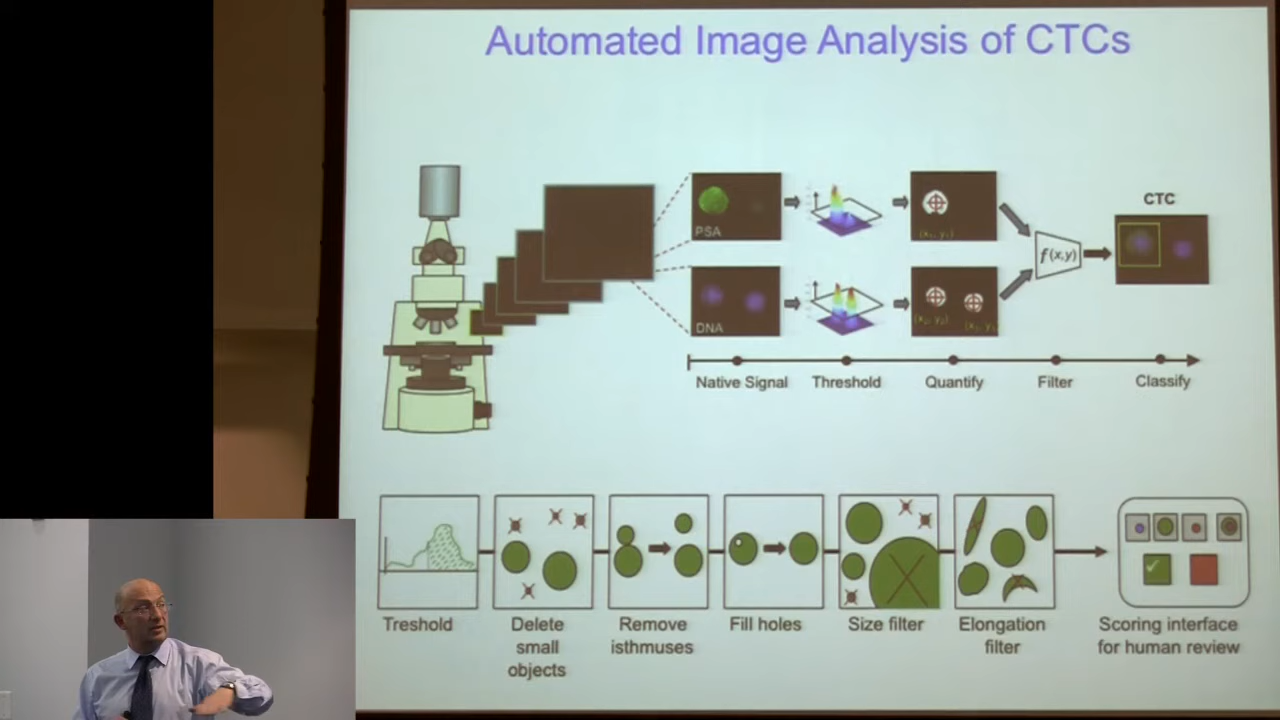 Automated Image Analysis of CTCs
PSA
DNA
f(x,y)
CTC
Native Signal
Threshold
Quantify
Filter
Classify
Treshold
Delete
small
objects
Remove
isthmuses
Fill holes
Size filter
Elongation
filter
Scoring interface
for human review